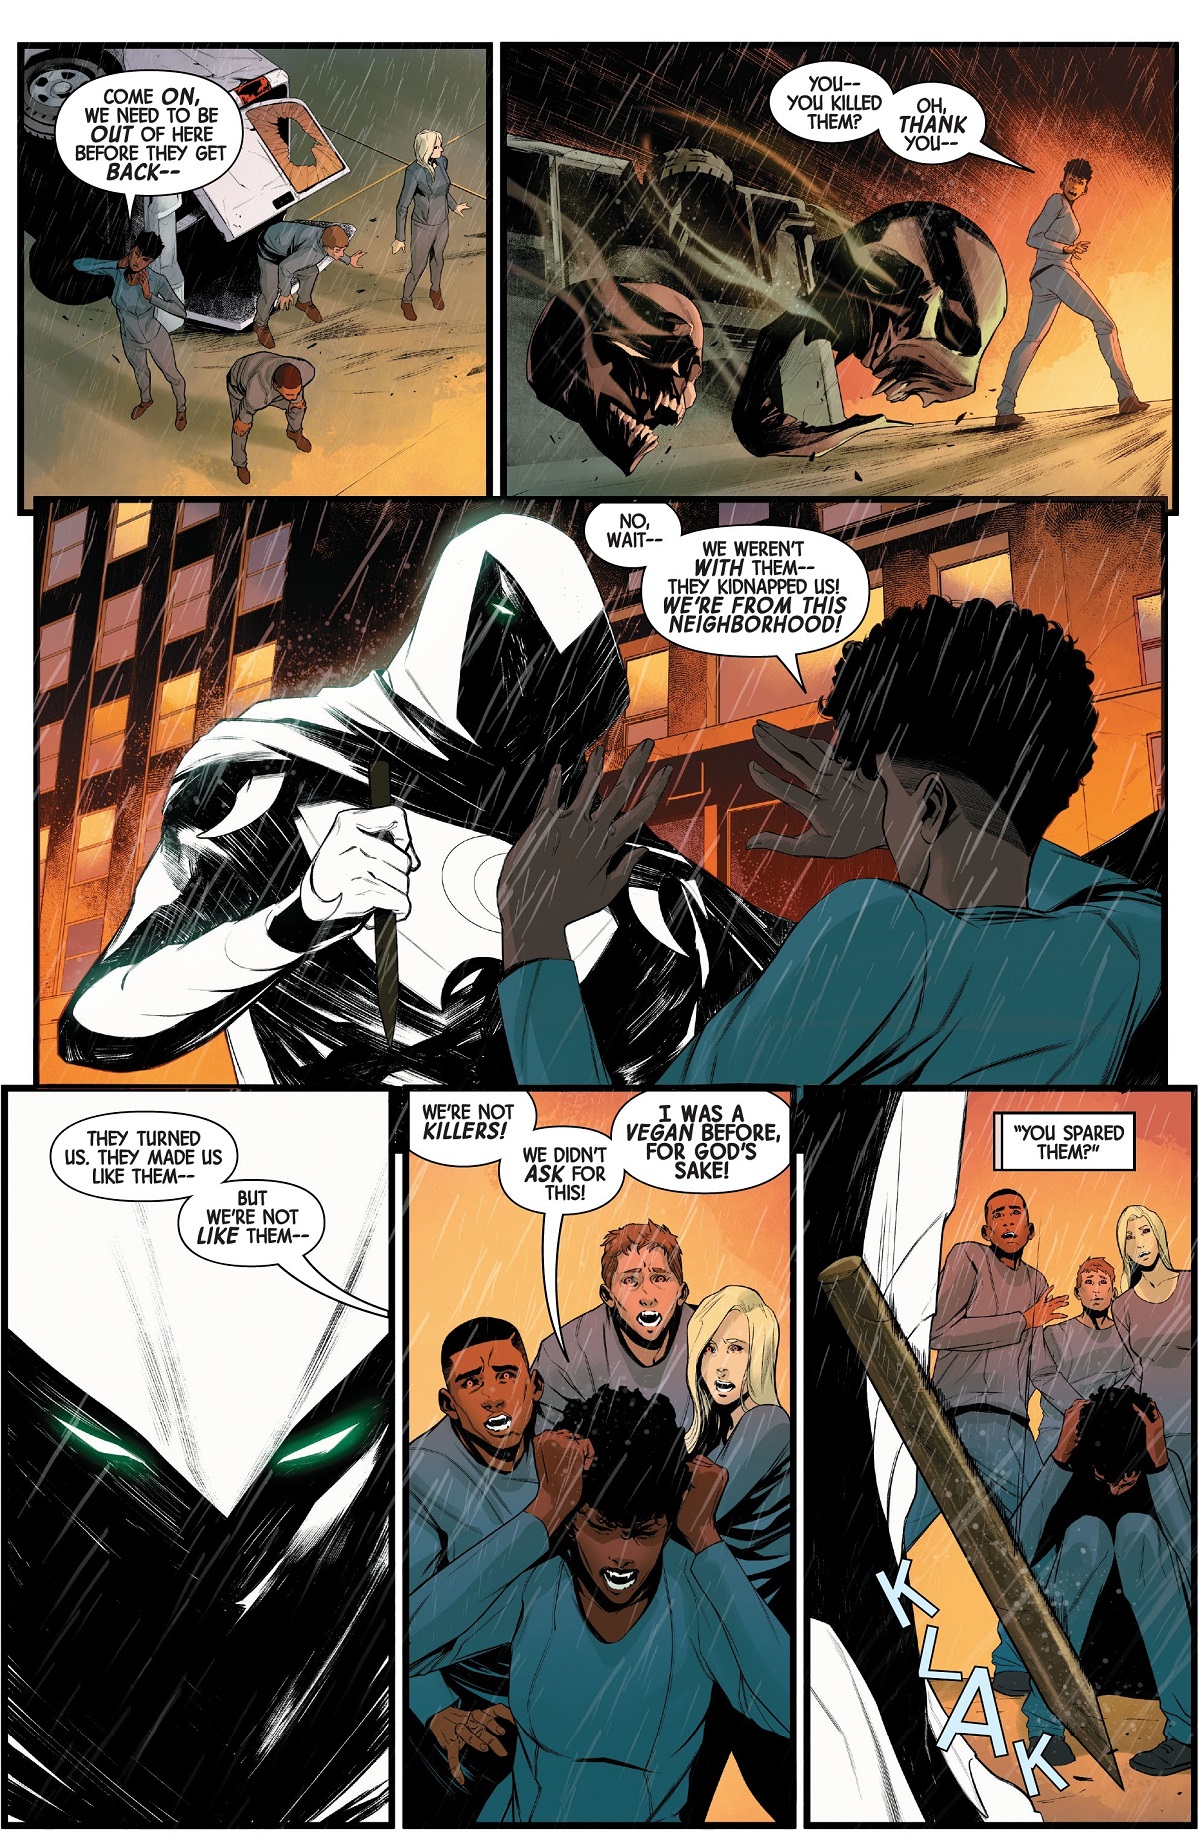 COME ON,
WE NEED TO BE
OUT OF HERE
BEFORE THEY GET
BACK--
YOU--
YOU KILLED
THEM?
OH,
THANK
YOU--
NO,
WAIT--
WE WEREN'T
WITH THEM--
THEY KIDNAPPED US!
WE'RE FROM THIS
NEIGHBORHOOD!
THEY TURNED
US. THEY MADE US
LIKE THEM--
BUT
WE'RE NOT
LIKE THEM--
WE'RE NOT
KILLERS!
WE DIDN'T
ASK FOR
THIS!
I WAS A
VEGAN BEFORE,
FOR GOD'S
SAKE!
"YOU SPARED
THEM?"
KLAK